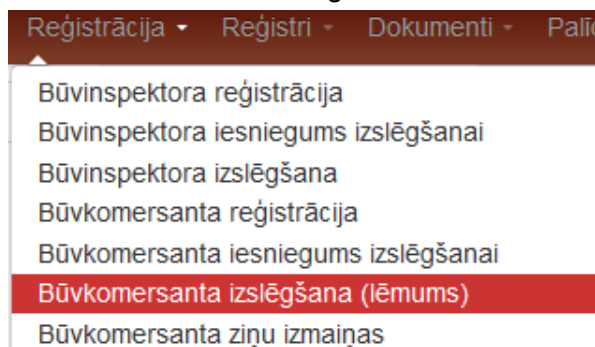 Reģistrācija Reģistri Dokumenti
Būvinspektora reģistrācija
Būvinspektora iesniegums izslēgšanai
Būvinspektora izslēgšana
Būvkomersanta reģistrācija
Būvkomersanta iesniegums izslēgšanai
Būvkomersanta izslēgšana (lēmums)
Būvkomersanta ziņu izmaiņas